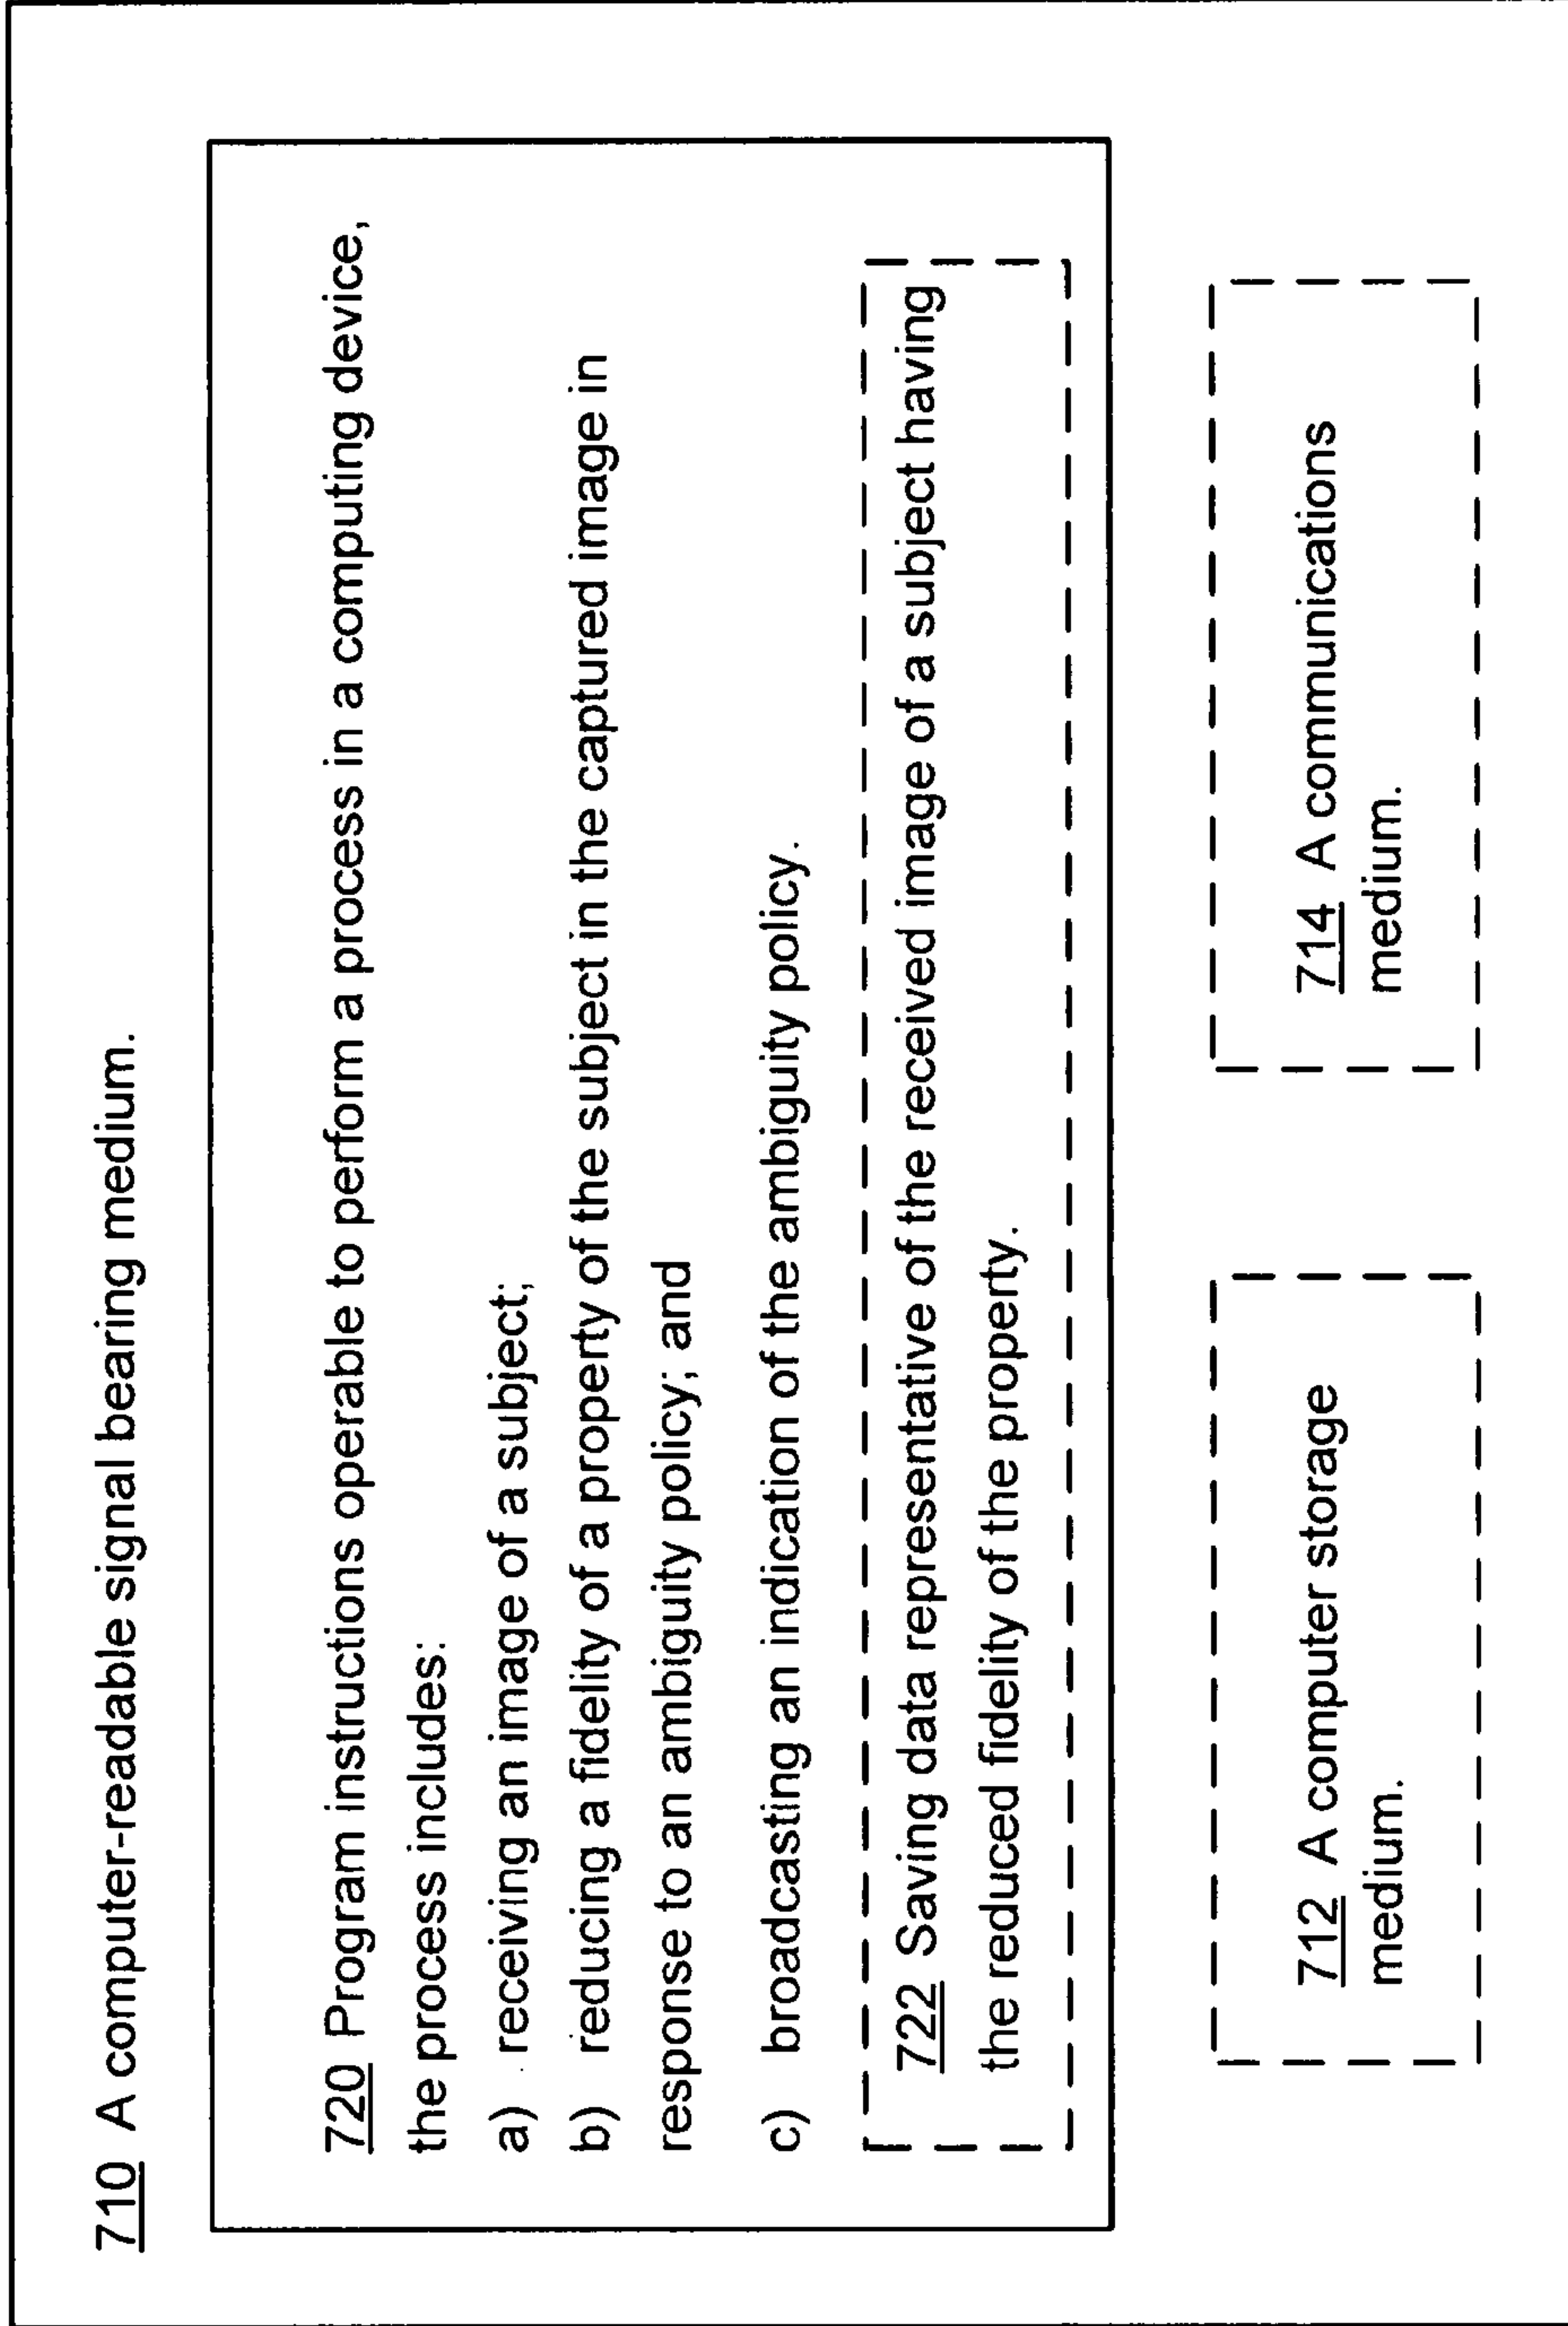 710 A computer-readable signal bearing medium.
720 Program instructions operable to perform a process in a computing device,
the process includes:
a) receiving an image of a subject;
b) reducing a fidelity of a property of the subject in the captured image in
response to an ambiguity policy; and
c) broadcasting an indication of the ambiguity policy.
722 Saving data representative of the received image of a subject having
the reduced fidelity of the property.
712 A computer storage
medium.
714 A communications
medium.